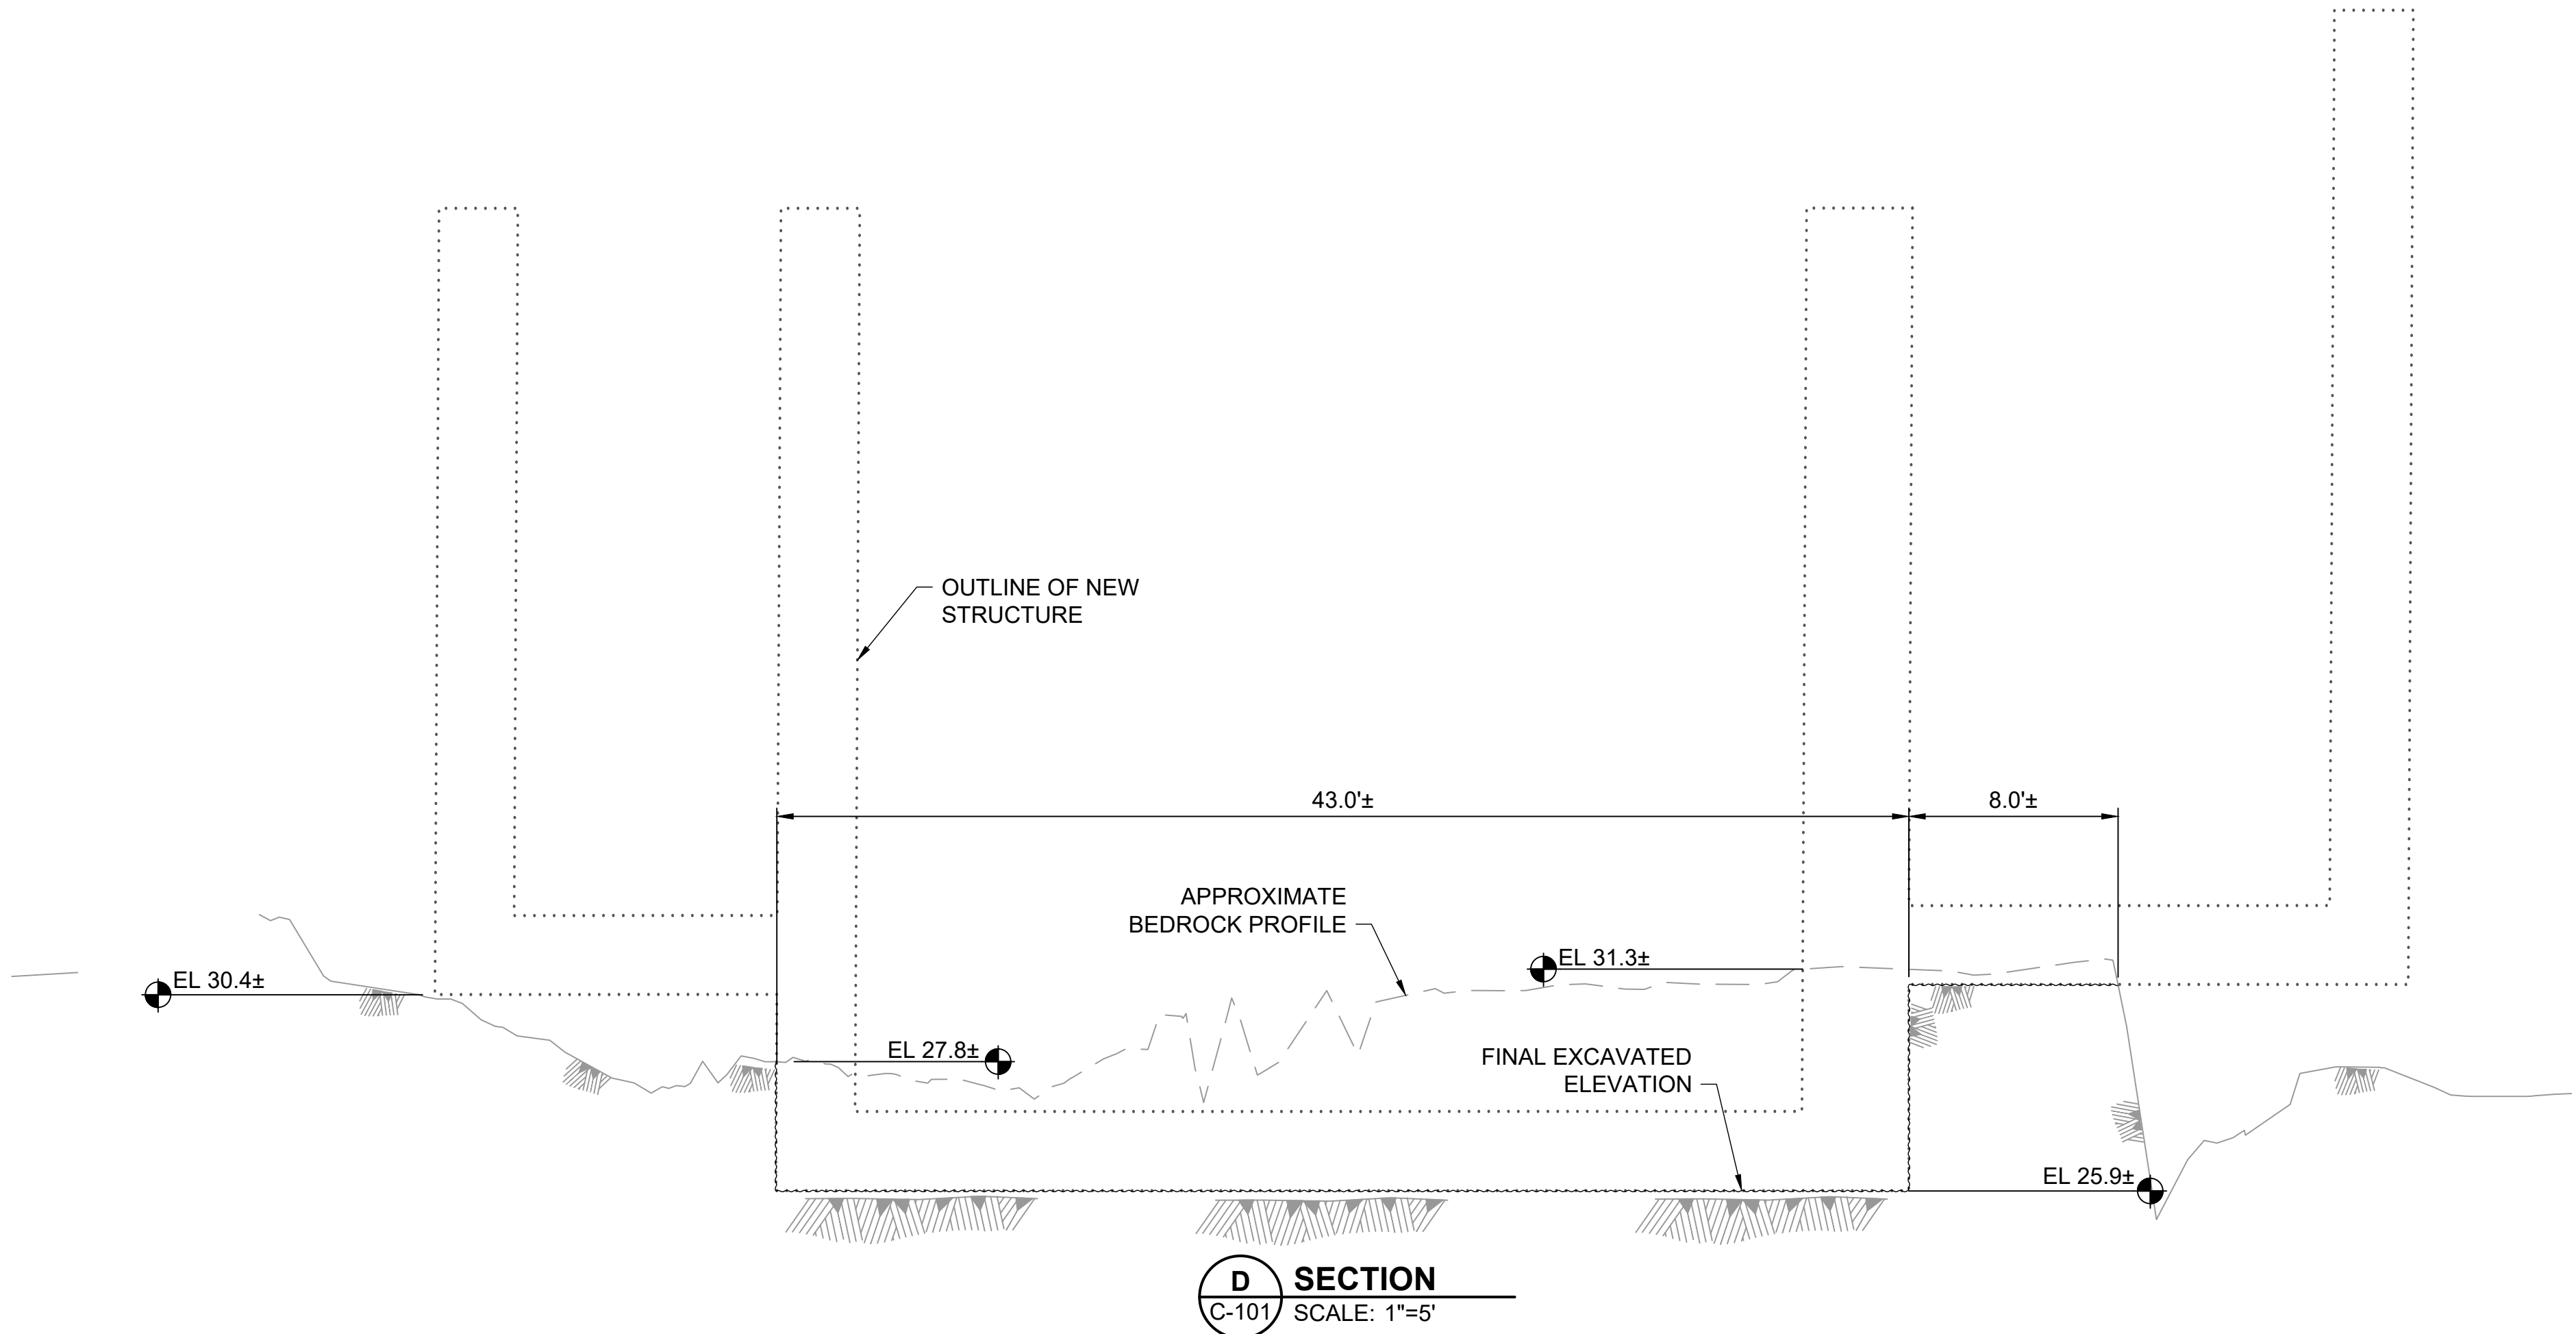 OUTLINE OF NEW
STRUCTURE
43.0'±
8.0'±
APPROXIMATE
BEDROCK PROFILE
EL 31.3±
EL 30.4±
EL 27.8±
FINAL EXCAVATED
ELEVATION
EL 25.9±
D
C-101
SECTION
SCALE: 1"=5'